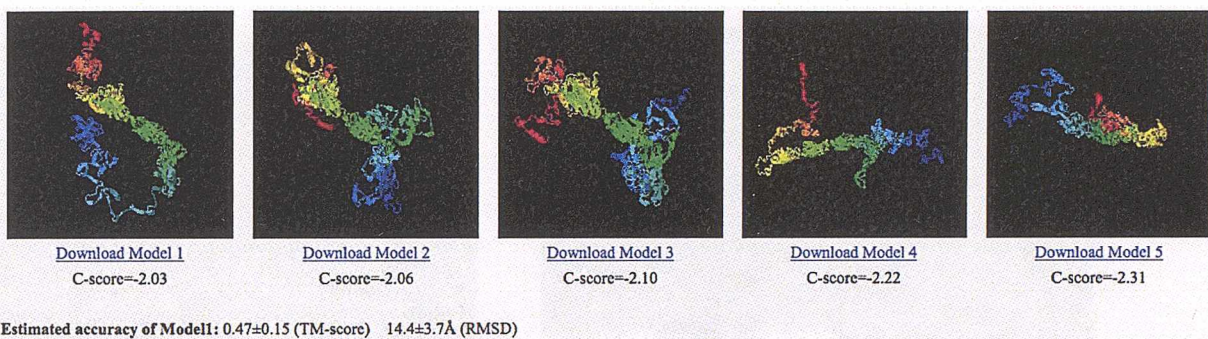 Download Model 1
C-score=-2.03
Download Model 2
C-score=-2.06
Download Model 3
C-score=-2.10
Download Model 4
C-score=-2.22
Download Model 5
C-score=-2.31
Estimated accuracy of Model1: 0.47±0.15 (TM-score) 14.4±3.7Å (RMSD)